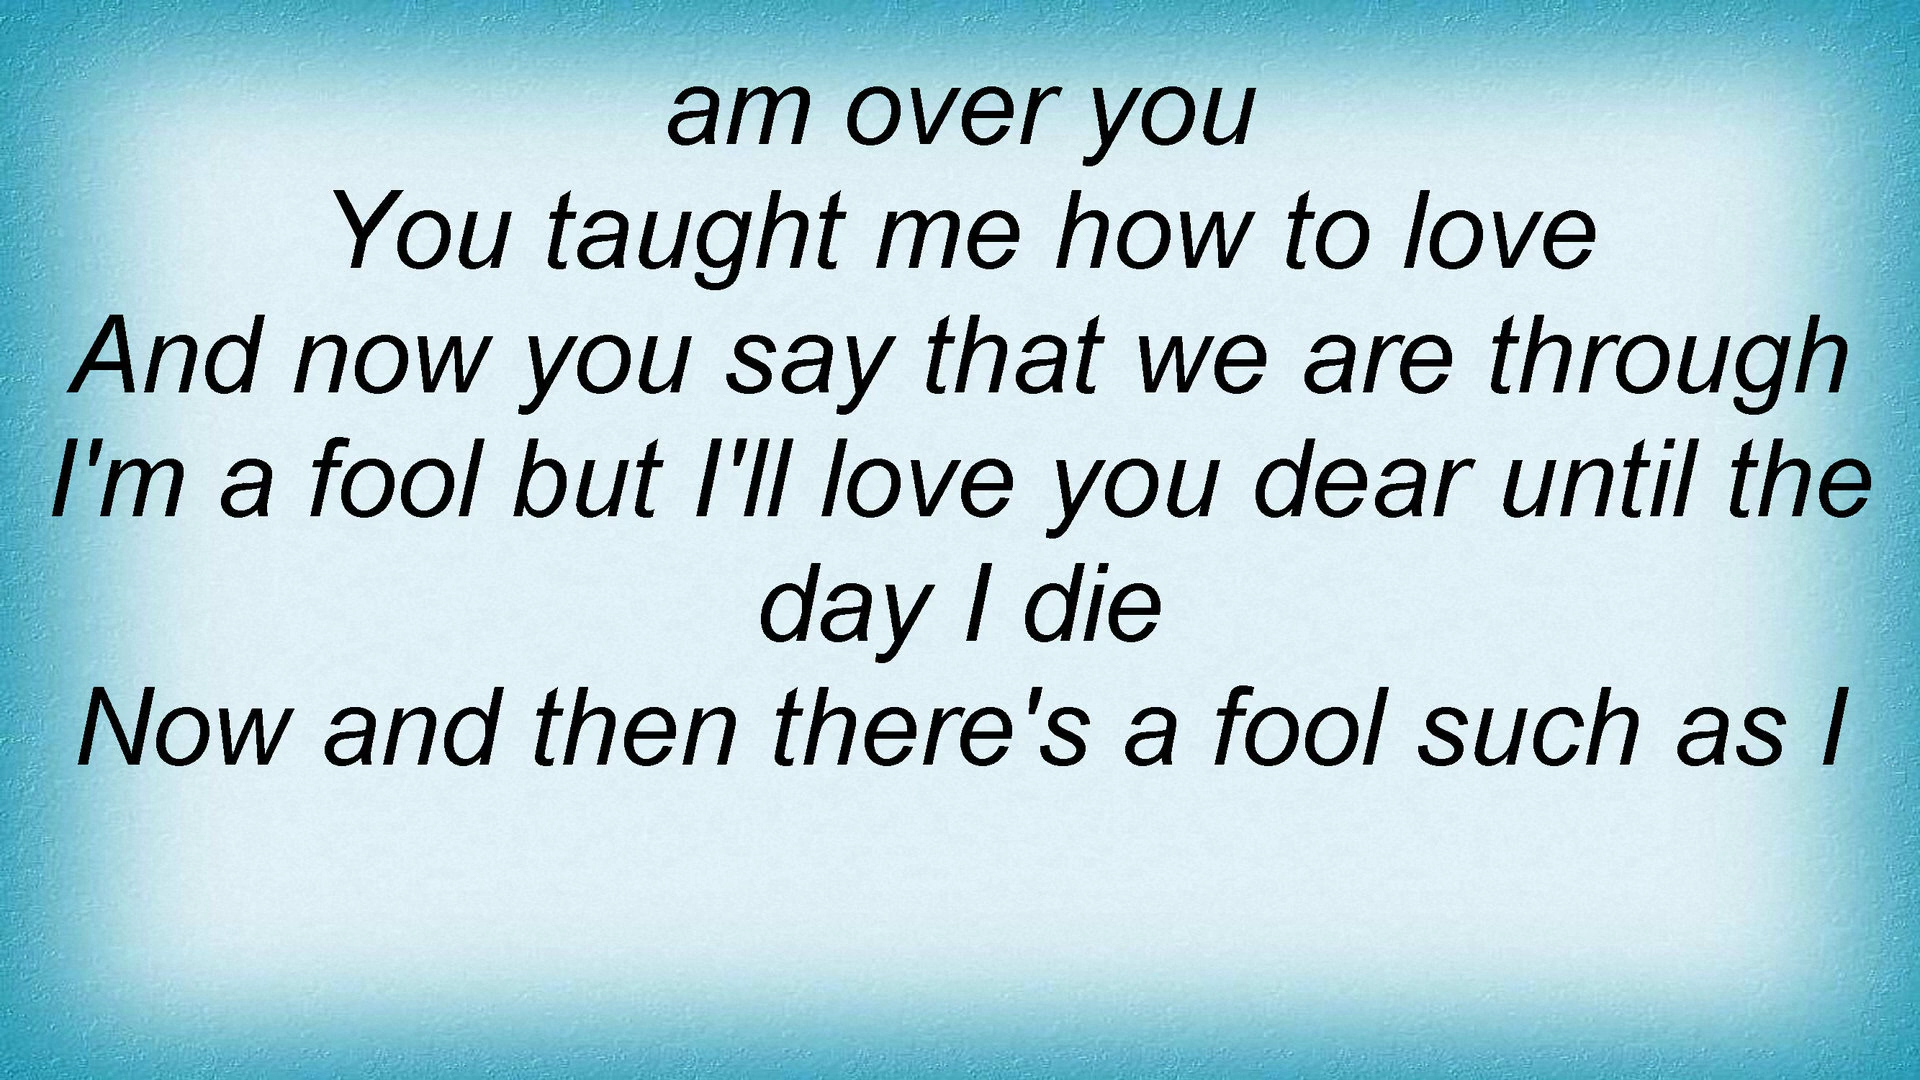 am over you
You taught me how to love
And now you say that we are through
I'm a fool but I'll love you dear until the
day I die
Now and then there's a fool such as I